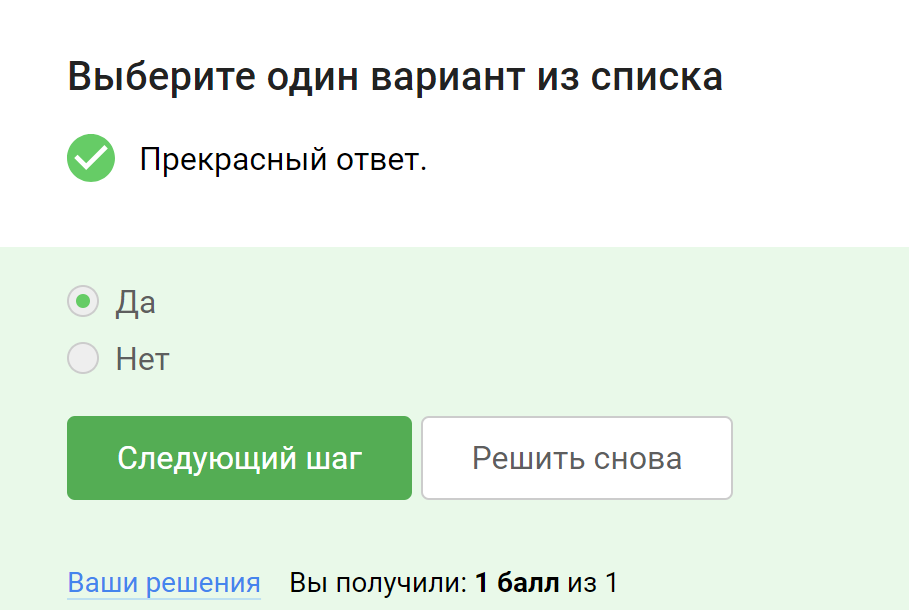 Выберите один вариант из списка
Прекрасный ответ.
Да
Нет
Следующий шаг Решить снова
Ваши решения Вы получили: 1 балл из 1